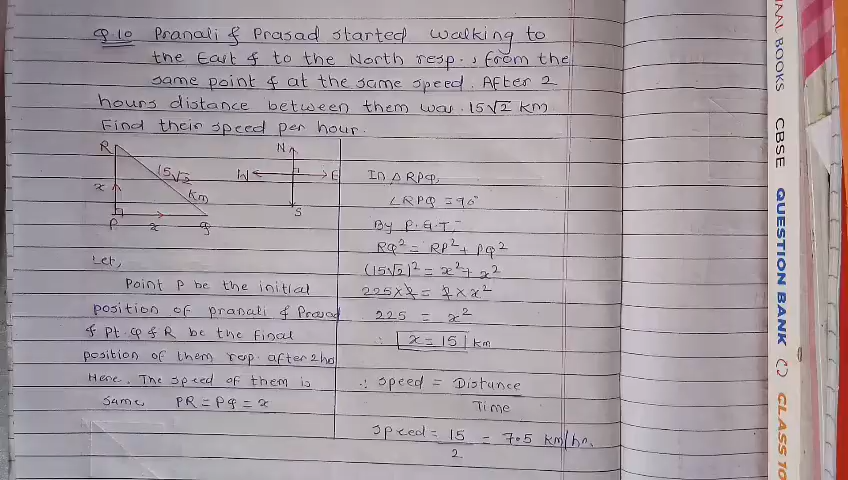 Q.10 Pranali & Prasad started walking to
the East & to the North resp., from the
same point & at the same speed. After 2
hours distance between them was 15√2 km
Find their speed per hour.
R
15√2
km
x
P
x
Q
N
W
E
S
Let,
Point P be the initial
position of pranali & Prasad
& pt. Q & R be the final
position of them resp. after 2 ho
Here, The speed of them is
same PR = PQ = x
In △RPQ,
∠RPQ = 90°
By P.G.T,-
RQ² = RP² + PQ²
(15√2)² = x² + x²
225 × 2 = 2 × x²
225 = x²
∴ x = 15 km
∴ speed = Distance
Time
speed = 15 = 7.5 km/hr.
2
NAAL BOOKS CBSE QUESTION BANK CLASS 10